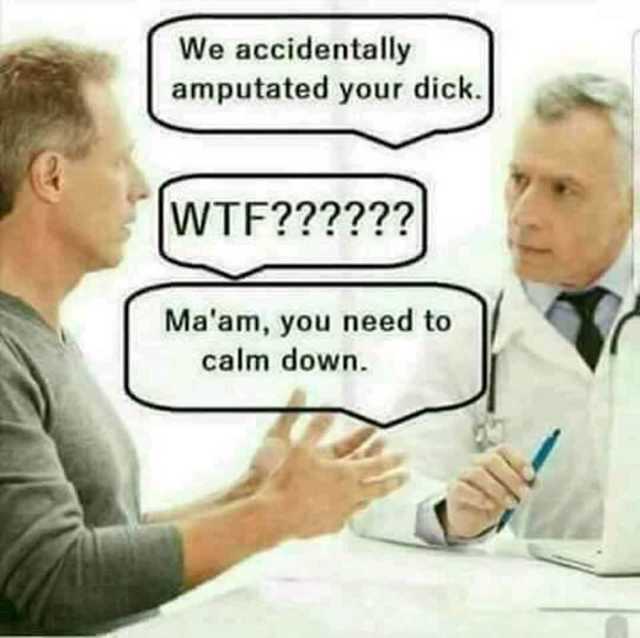 We accidentally
amputated your dick.
WTF??????
Ma'am, you need to
calm down.